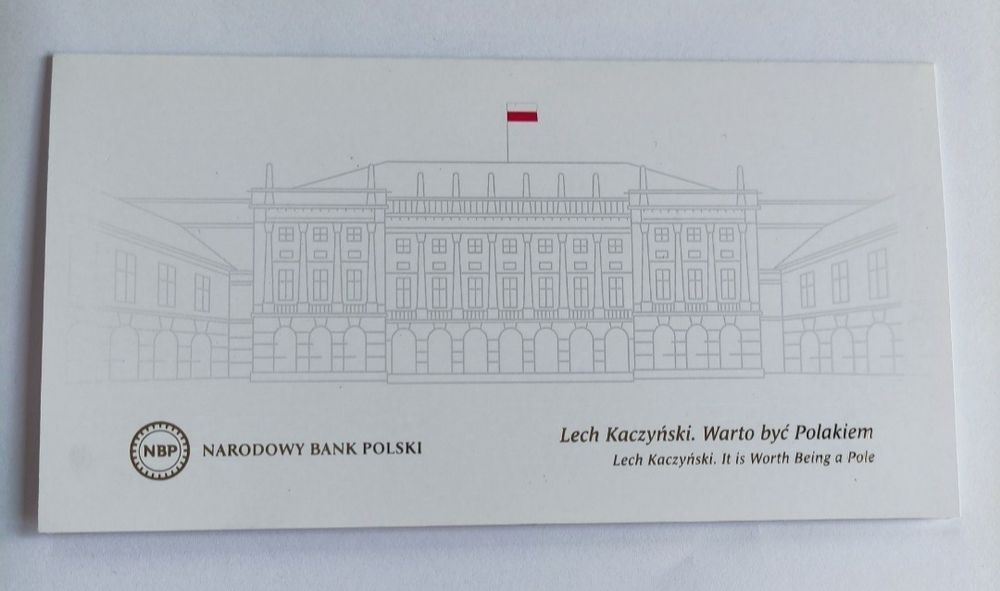 NBP
NARODOWY BANK POLSKI
Lech Kaczyński. Warto być Polakiem
Lech Kaczyński. It is Worth Being a Pole